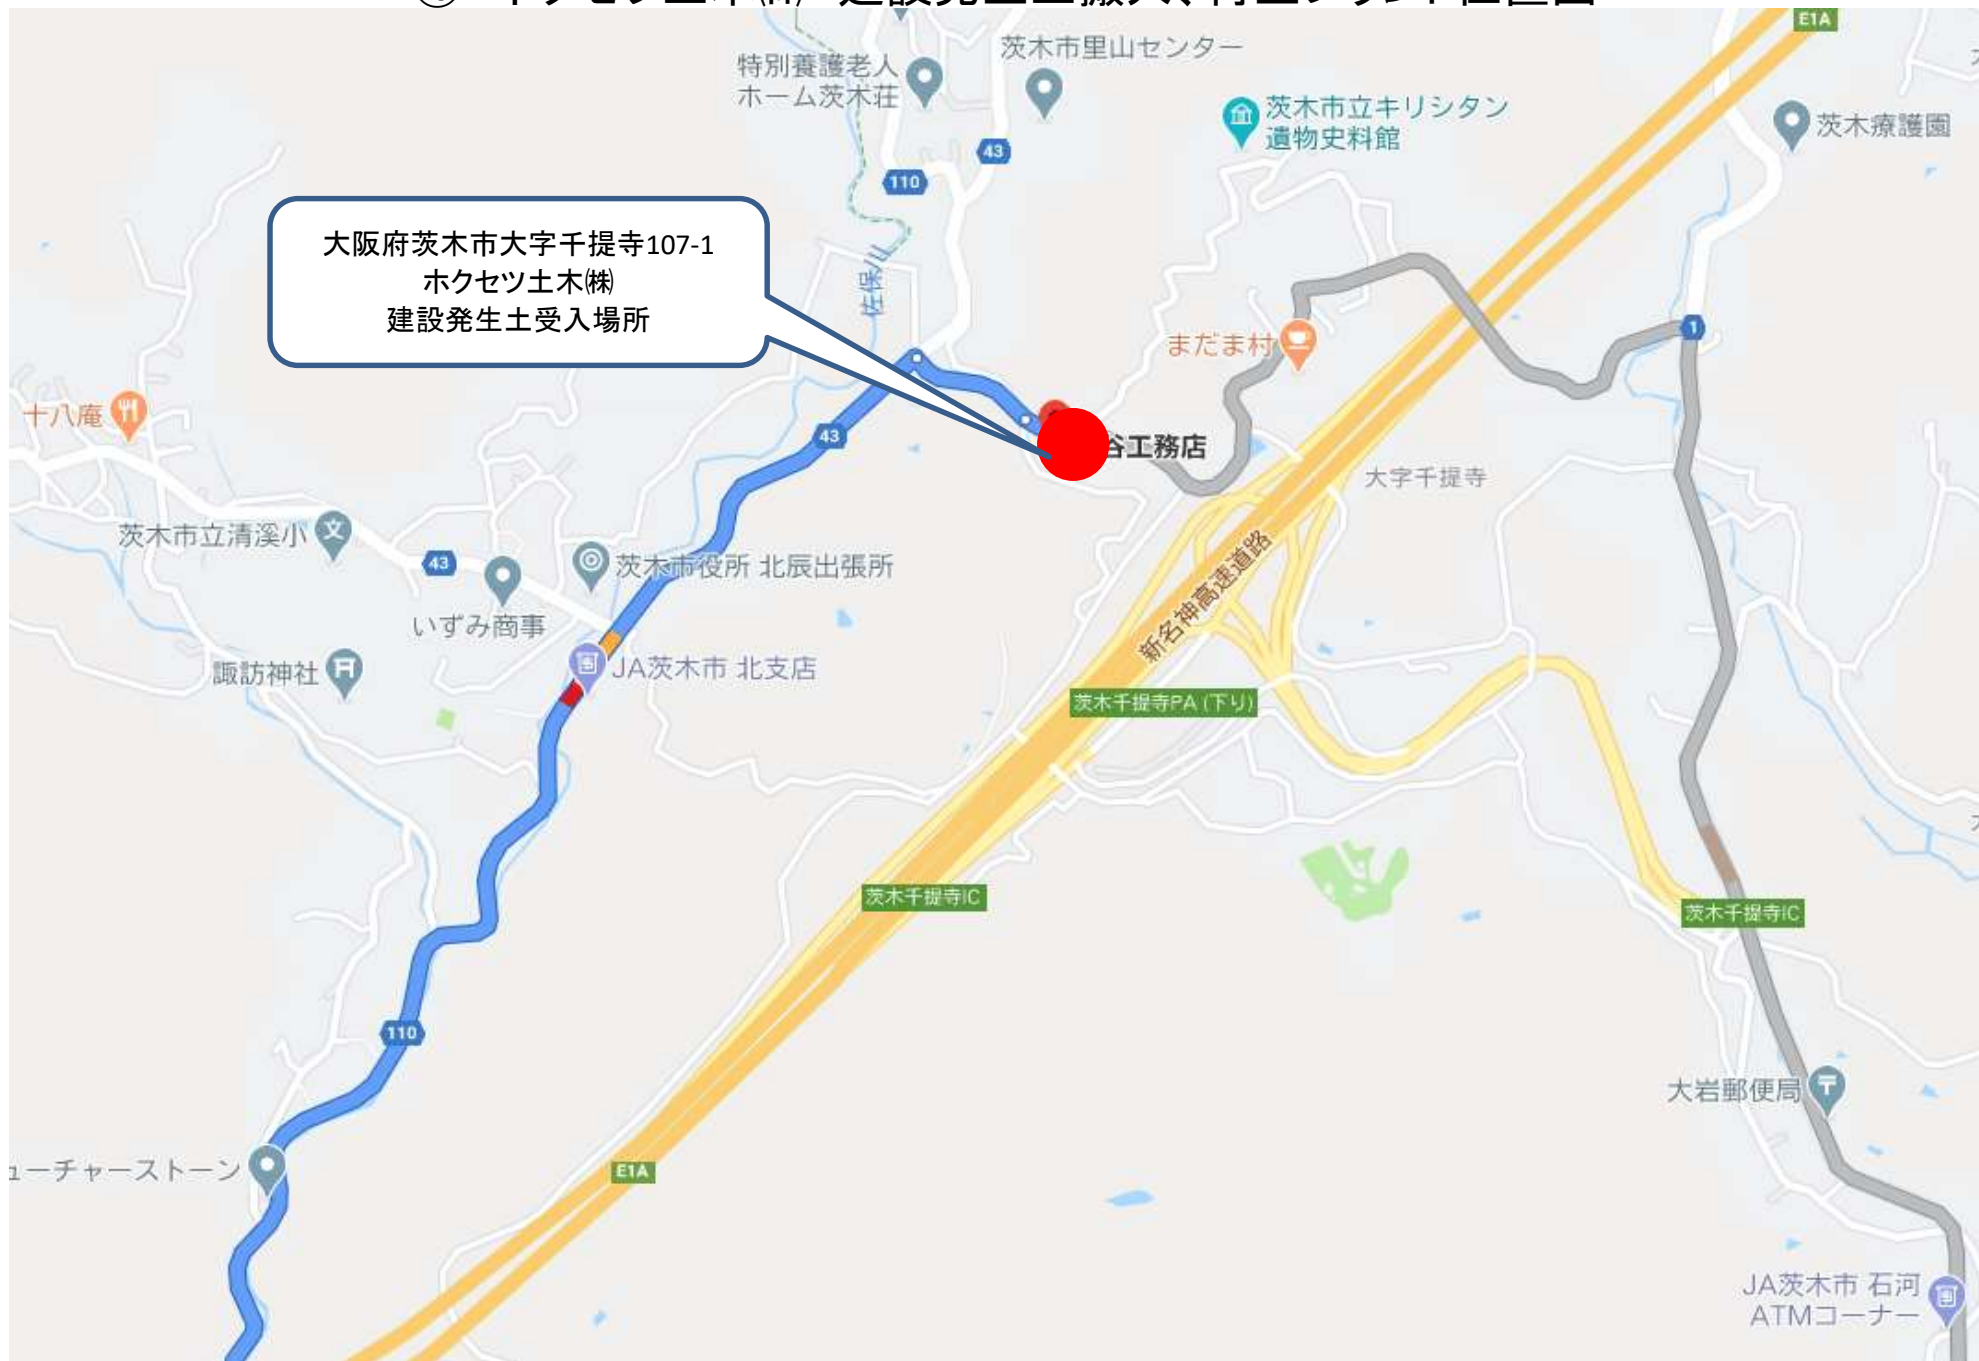 E1A
茨木市里山センター
特別養護老人
ホーム茨木荘
茨木市立キリシタン
遺物史料館
茨木療護園
43
110
大阪府茨木市大字千提寺107-1
ホクセツ土木㈱
建設発生土受入場所
佐保川
まだま村
1
十八庵
43
谷工務店
大字千提寺
茨木市立清溪小
43
茨木市役所 北辰出張所
いずみ商事
新名神高速道路
諏訪神社
JA茨木市 北支店
茨木千提寺PA (下り)
茨木千提寺IC
茨木千提寺IC
110
大岩郵便局
ューチャーストーン
E1A
JA茨木市 石河
ATMコーナー